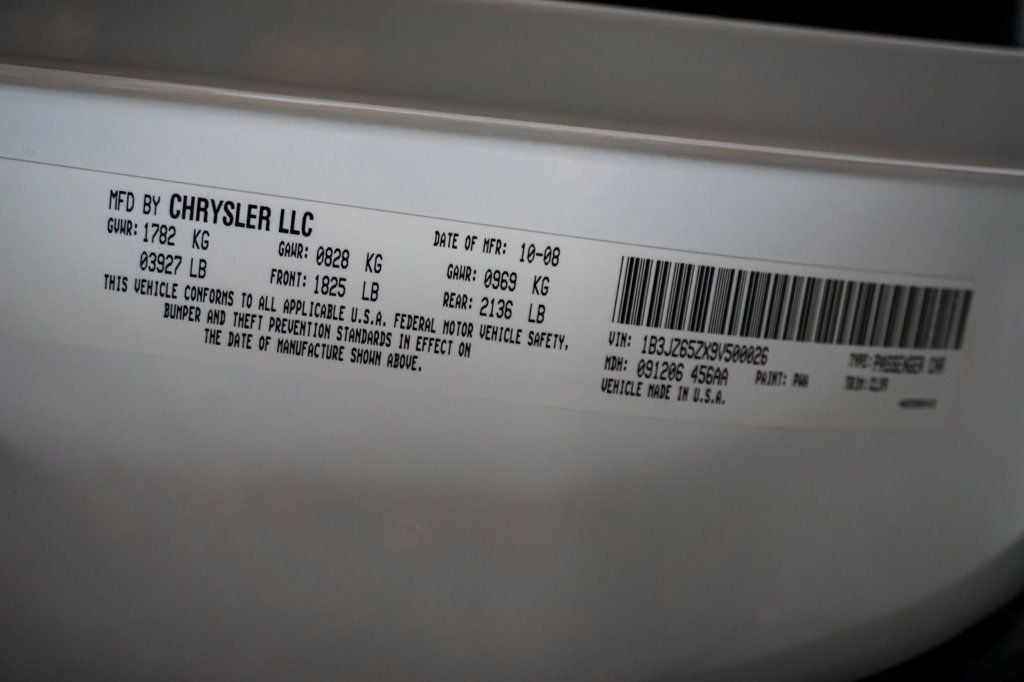 MFD BY CHRYSLER LLC
DATE OF MFR: 10-08
GVWR: 1782 KG
GAWR: 0828 KG
GAWR: 0969 KG
03927 LB
FRONT: 1825 LB
REAR: 2136 LB
THIS VEHICLE CONFORMS TO ALL APPLICABLE U.S.A. FEDERAL MOTOR VEHICLE SAFETY,
BUMPER AND THEFT PREVENTION STANDARDS IN EFFECT ON
THE DATE OF MANUFACTURE SHOWN ABOVE.
VIN: 1B3JZ65ZX9V500026
TYPE: PASSENGER CAR
MDH: 091206 456AA
PAINT: PWA
TRIM:
VEHICLE MADE IN U.S.A.